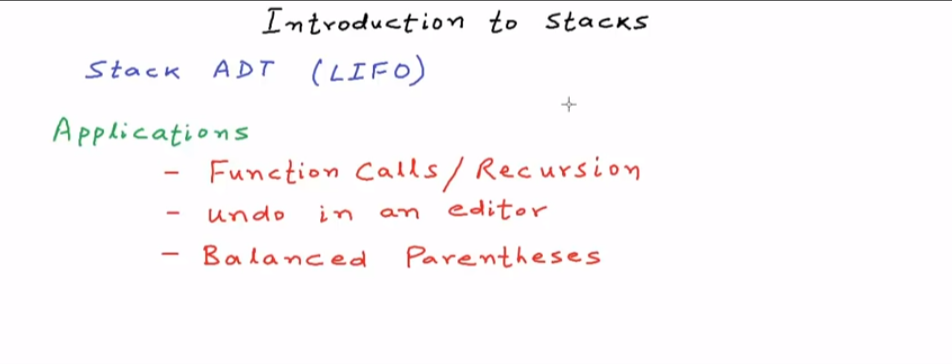 Introduction to Stacks
Stack ADT (LIFO)
Applications
- Function Calls/Recursion
- undo in an editor
- Balanced Parentheses